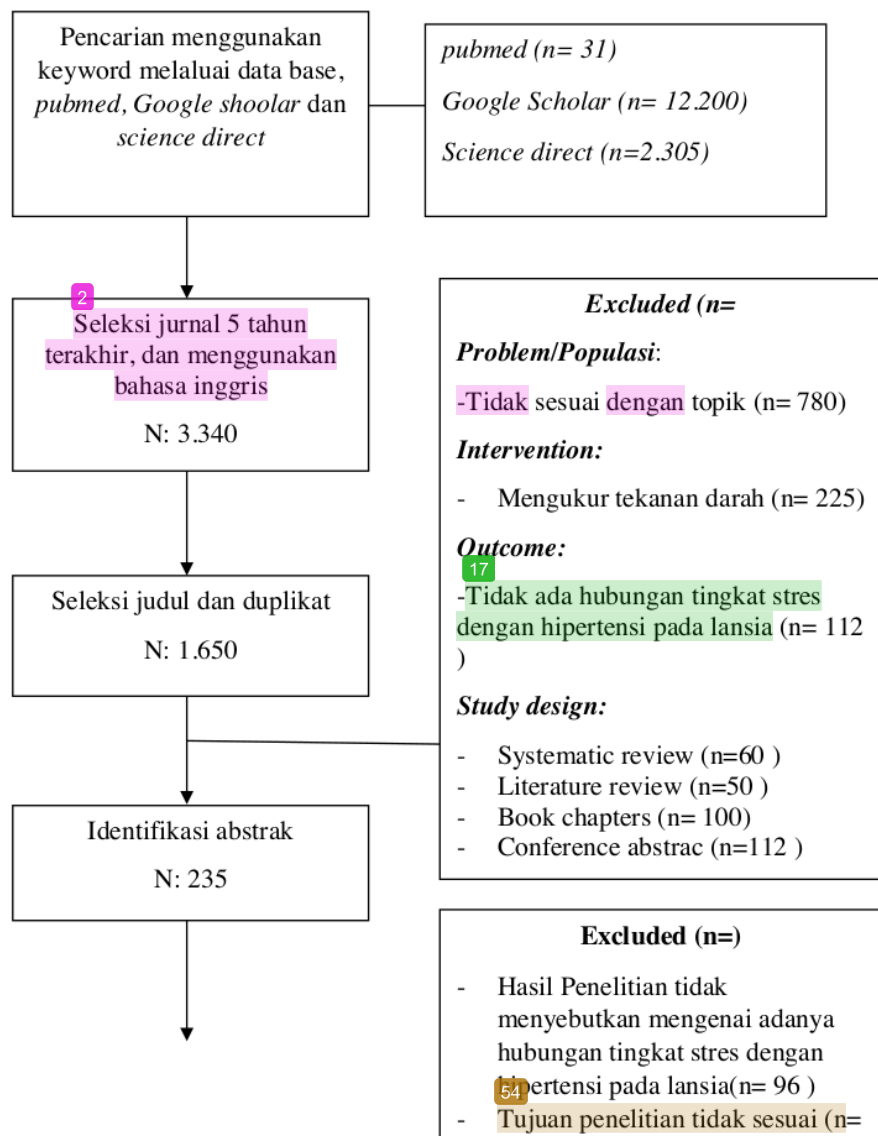 Pencarian menggunakan
keyword melaluai data base,
pubmed, Google shoolar dan
science direct
pubmed (n= 31)
Google Scholar (n= 12.200)
Science direct (n=2.305)
2
Seleksi jurnal 5 tahun
terakhir, dan menggunakan
bahasa inggris
N: 3.340
Excluded (n=
Problem/Populasi:
-Tidak sesuai dengan topik (n= 780)
Intervention:
- Mengukur tekanan darah (n= 225)
Outcome:
17
-Tidak ada hubungan tingkat stres
dengan hipertensi pada lansia (n= 112
)
Study design:
- Systematic review (n=60 )
- Literature review (n=50 )
- Book chapters (n= 100)
- Conference abstrac (n=112 )
Seleksi judul dan duplikat
N: 1.650
Identifikasi abstrak
N: 235
Excluded (n=)
- Hasil Penelitian tidak
menyebutkan mengenai adanya
hubungan tingkat stres dengan
hipertensi pada lansia(n= 96 )
54
- Tujuan penelitian tidak sesuai (n=